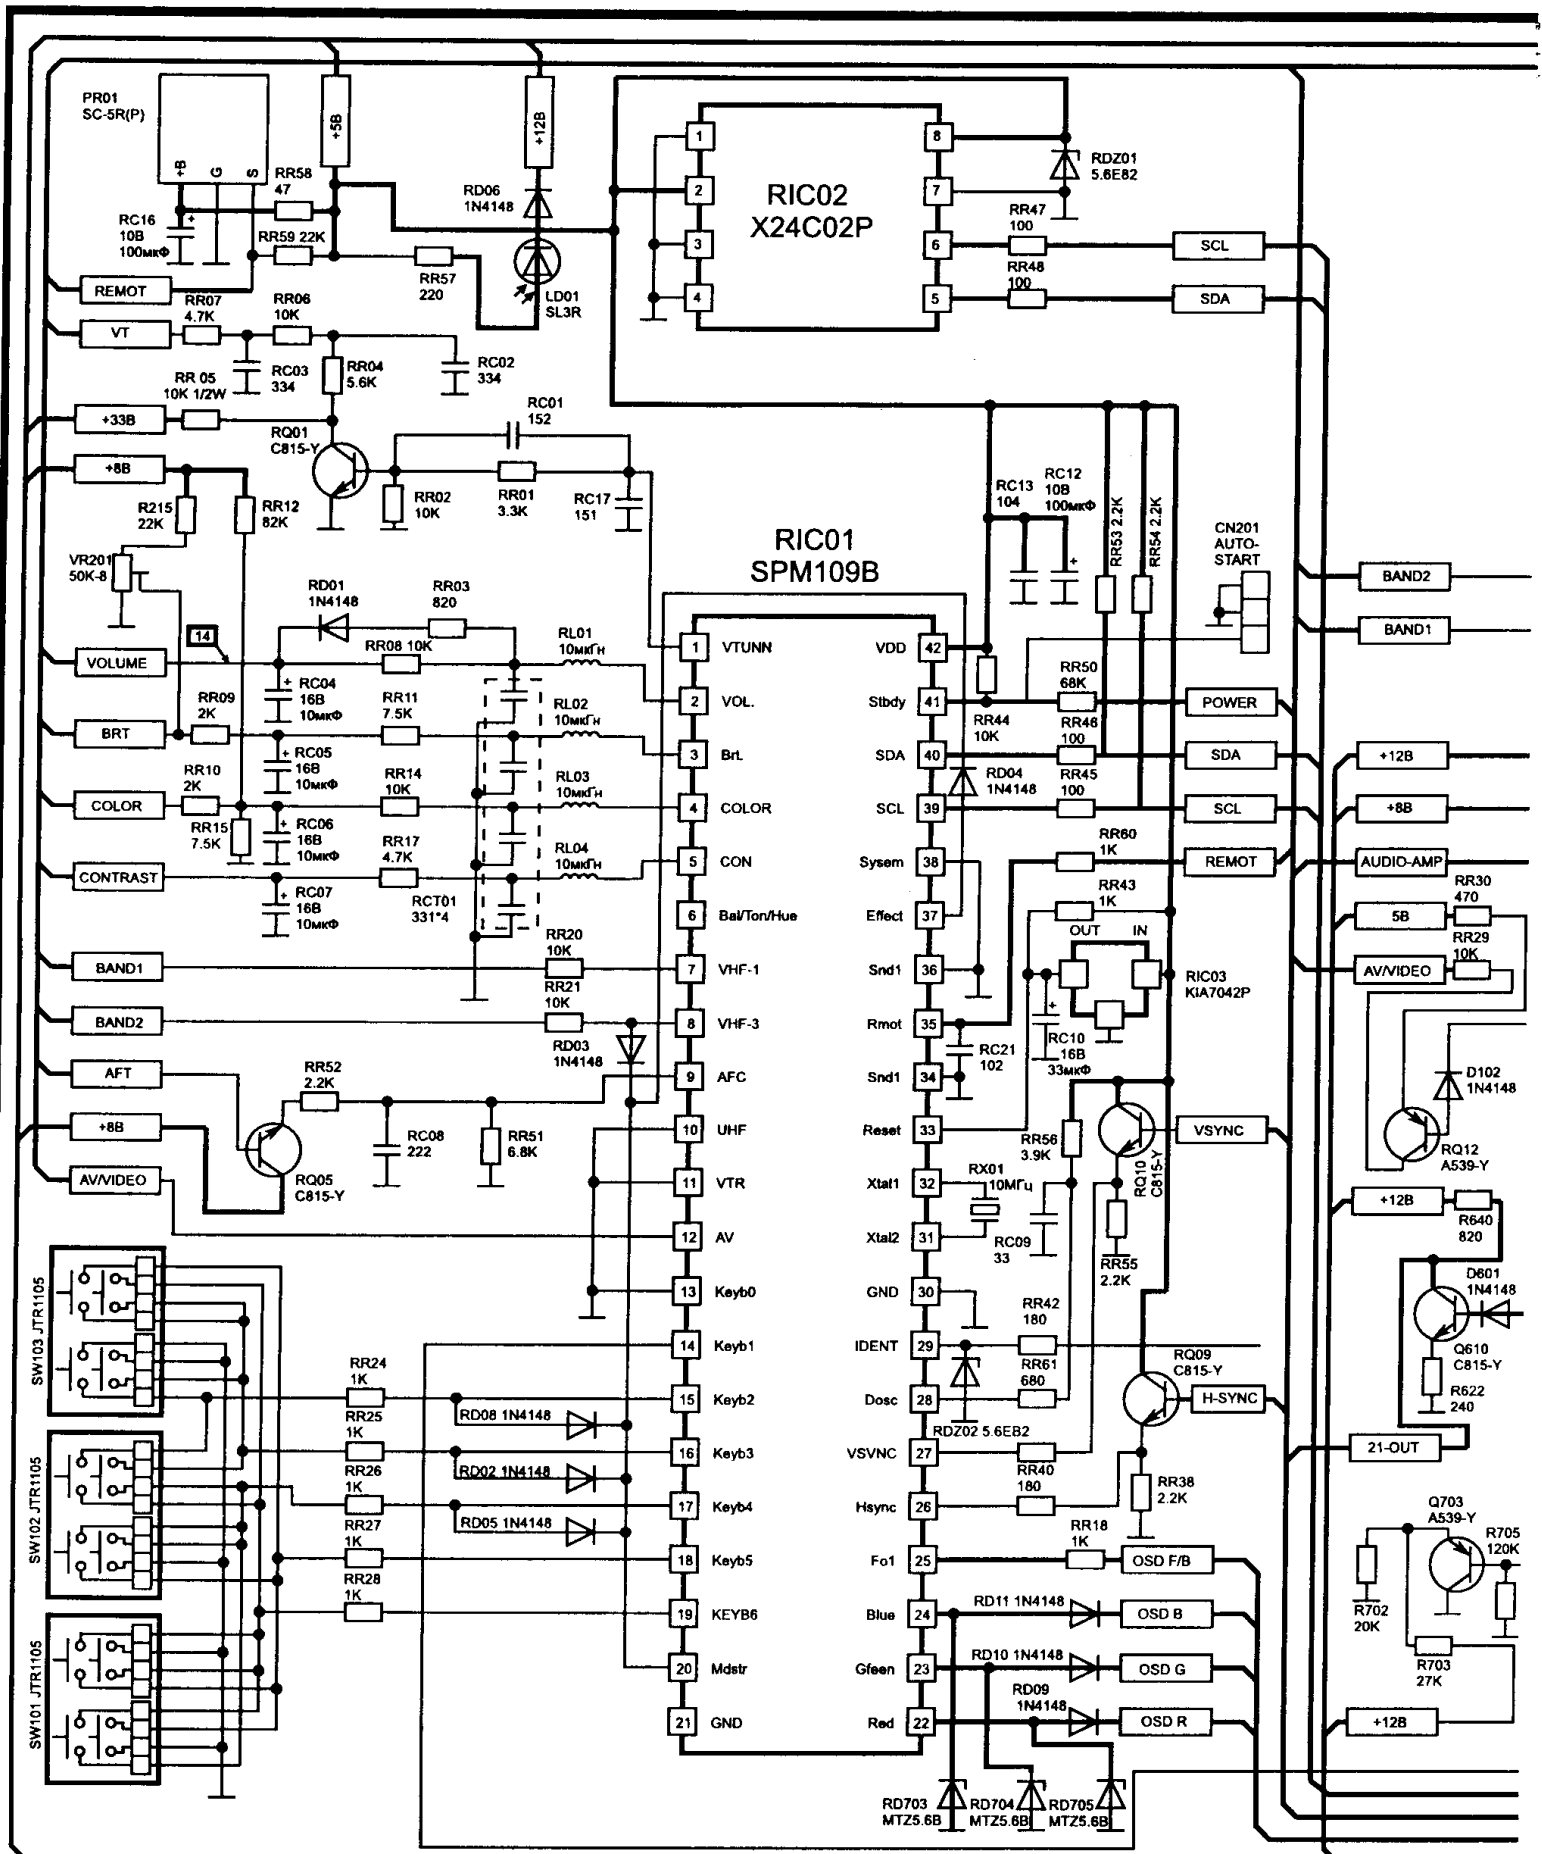 PR01
SC-5R(P)
+B
G
S
+5B
+12B
RR58
47
RC16
10B
100мкФ
RR59 22K
RD06
1N4148
RR57
220
LD01
SL3R
REMOT
RR07
4.7K
RR06
10K
VT
RC03
334
RR04
5.6K
RC02
334
RR 05
10K 1/2W
+33B
RQ01
C815-Y
RC01
152
+8B
R215
22K
RR12
82K
RR02
10K
RR01
3.3K
RC17
151
VR201
50K-8
1
2
3
4
8
7
6
5
RIC02
X24C02P
RDZ01
5.6E82
RR47
100
SCL
RR48
100
SDA
RC13
104
RC12
10B
100мкФ
RR53 2.2K
RR54 2.2K
CN201
AUTO-
START
RIC01
SPM109B
RD01
1N4148
RR03
820
14
VOLUME
RR08 10K
RL01
10мкГн
RC04
16B
10мкФ
RR09
2K
RR11
7.5K
RL02
10мкГн
BRT
RC05
16B
10мкФ
RR10
2K
RR14
10K
RL03
10мкГн
COLOR
RR15
7.5K
RC06
16B
10мкФ
RR17
4.7K
RL04
10мкГн
CONTRAST
RC07
16B
10мкФ
RCT01
331*4
RR20
10K
BAND1
RR21
10K
BAND2
RD03
1N4148
AFT
RR52
2.2K
+8B
RQ05
C815-Y
RC08
222
RR51
6.8K
AV/VIDEO
1 VTUNN
2 VOL.
3 BrL
4 COLOR
5 CON
6 Bal/Ton/Hue
7 VHF-1
8 VHF-3
9 AFC
10 UHF
11 VTR
12 AV
13 Keyb0
14 Keyb1
15 Keyb2
16 Keyb3
17 Keyb4
18 Keyb5
19 KEYB6
20 Mdstr
21 GND
VDD 42
Stbdy 41
SDA 40
SCL 39
Sysem 38
Effect 37
Snd1 36
Rmot 35
Snd1 34
Reset 33
Xtal1 32
Xtal2 31
GND 30
IDENT 29
Dosc 28
VSVNC 27
Hsync 26
Fo1 25
Blue 24
Gfeen 23
Red 22
RR44
10K
RR50
68K
POWER
RR46
100
SDA
RD04
1N4148
RR45
100
SCL
RR60
1K
REMOT
RR43
1K
OUT
IN
RIC03
KIA7042P
RC10
16B
33мкФ
RC21
102
RR56
3.9K
RQ10
C815-Y
VSYNC
RX01
10МГц
RC09
33
RR55
2.2K
RR42
180
RR61
680
RDZ02 5.6EB2
RR40
180
RQ09
C815-Y
H-SYNC
RR38
2.2K
RR18
1K
OSD F/B
RD11 1N4148
OSD B
RD10 1N4148
OSD G
RD09
1N4148
OSD R
RD703
MTZ5.6B
RD704
MTZ5.6B
RD705
MTZ5.6B
SW103 JTR1105
SW102 JTR1105
SW101 JTR1105
RR24
1K
RD08 1N4148
RR25
1K
RD02 1N4148
RR26
1K
RD05 1N4148
RR27
1K
RR28
1K
BAND2
BAND1
+12B
+8B
AUDIO-AMP
RR30
470
5B
RR29
10K
AV/VIDEO
D102
1N4148
RQ12
A539-Y
+12B
R640
820
D601
1N4148
Q610
C815-Y
R622
240
21-OUT
Q703
A539-Y
R705
120K
R702
20K
R703
27K
+12B